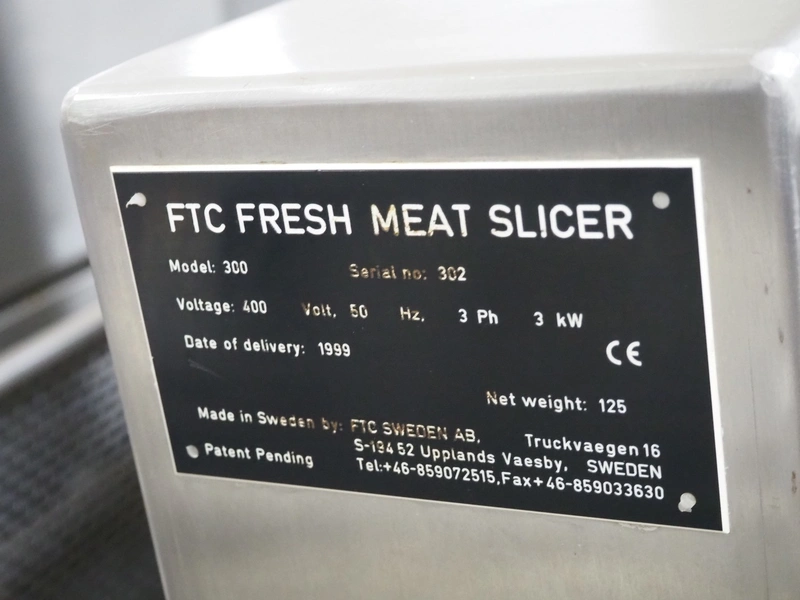 FTC FRESH MEAT SLICER
Model: 300 Serial no: 302
Voltage: 400 Volt, 50 Hz, 3 Ph 3 kW
Date of delivery: 1999
CE
Net weight: 125
Made in Sweden by: FTC SWEDEN AB, Truckvaegen 16
S-194 52 Upplands Vaesby, SWEDEN
Patent Pending Tel:+46-859072515,Fax+46-859033630